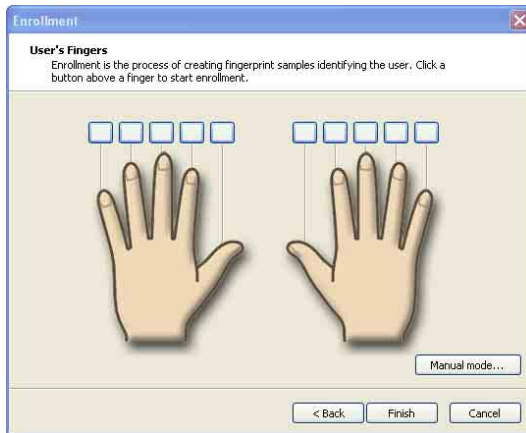 Enrollment
User's Fingers
Enrollment is the process of creating fingerprint samples identifying the user. Click a
button above a finger to start enrollment.
Manual mode...
< Back Finish Cancel